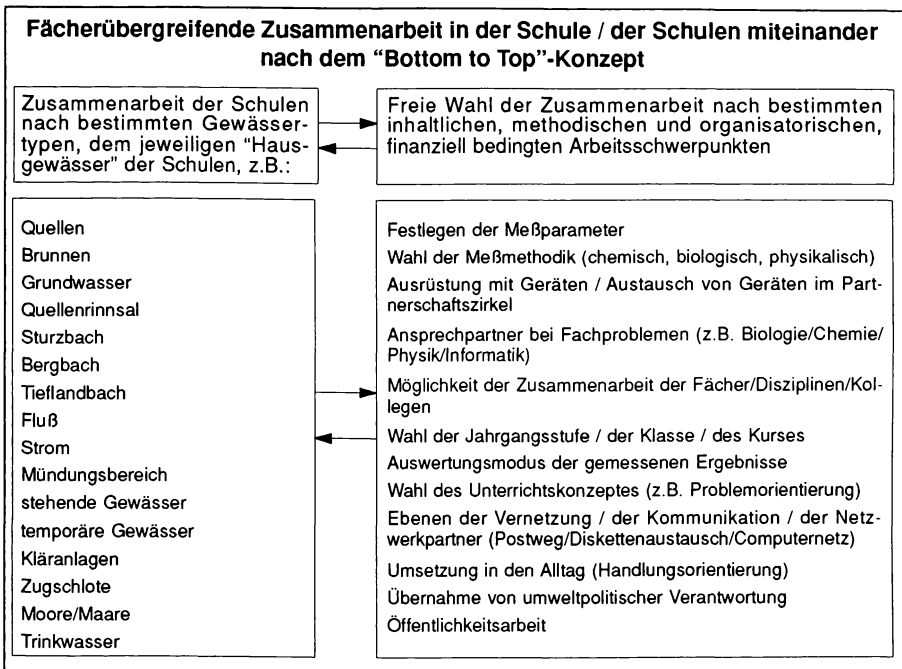 Fächerübergreifende Zusammenarbeit in der Schule / der Schulen miteinander
nach dem “Bottom to Top”-Konzept
Zusammenarbeit der Schulen
nach bestimmten Gewässer-
typen, dem jeweiligen “Haus-
gewässer” der Schulen, z.B.:
Freie Wahl der Zusammenarbeit nach bestimmten
inhaltlichen, methodischen und organisatorischen,
finanziell bedingten Arbeitsschwerpunkten
Quellen
Brunnen
Grundwasser
Quellenrinnsal
Sturzbach
Bergbach
Tieflandbach
Fluß
Strom
Mündungsbereich
stehende Gewässer
temporäre Gewässer
Kläranlagen
Zugschlote
Moore/Maare
Trinkwasser
Festlegen der Meßparameter
Wahl der Meßmethodik (chemisch, biologisch, physikalisch)
Ausrüstung mit Geräten / Austausch von Geräten im Part-
nerschaftszirkel
Ansprechpartner bei Fachproblemen (z.B. Biologie/Chemie/
Physik/Informatik)
Möglichkeit der Zusammenarbeit der Fächer/Disziplinen/Kol-
legen
Wahl der Jahrgangsstufe / der Klasse / des Kurses
Auswertungsmodus der gemessenen Ergebnisse
Wahl des Unterrichtskonzeptes (z.B. Problemorientierung)
Ebenen der Vernetzung / der Kommunikation / der Netz-
werkpartner (Postweg/Diskettenaustausch/Computernetz)
Umsetzung in den Alltag (Handlungsorientierung)
Übernahme von umweltpolitischer Verantwortung
Öffentlichkeitsarbeit